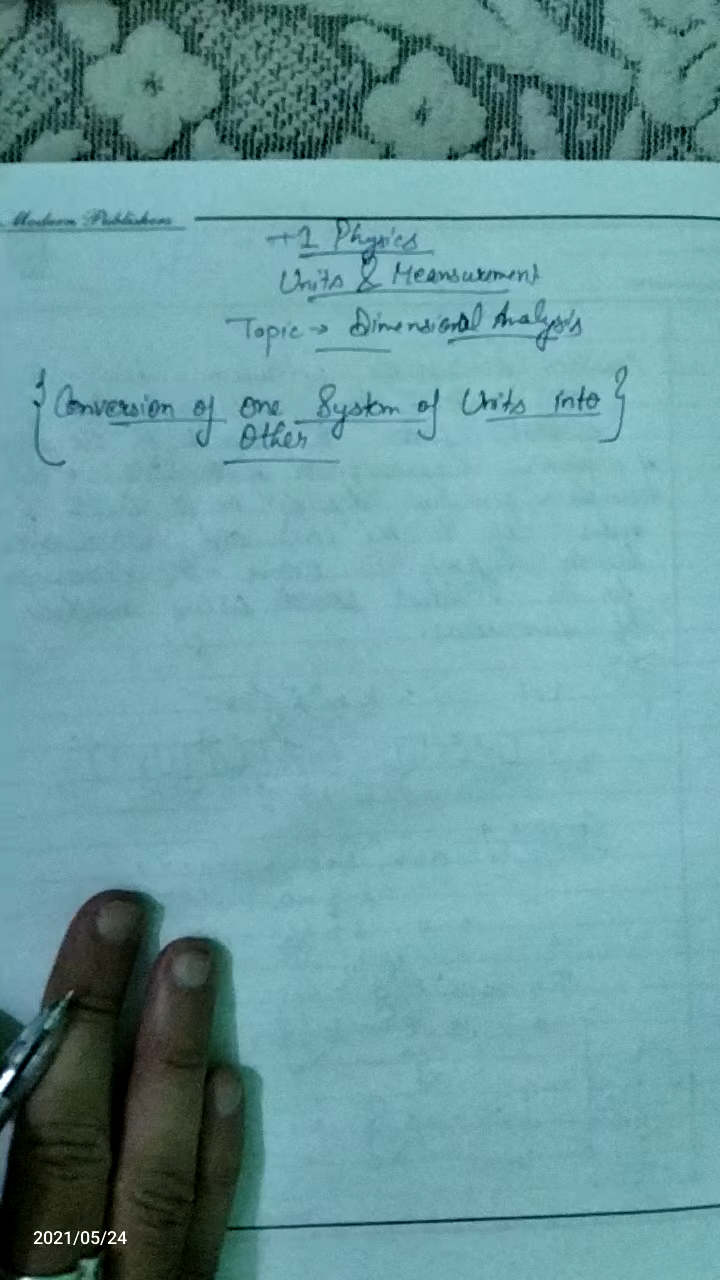 Modern Publishers
+1 Physics
Units & Meansurement
Topic → Dimensional Analysis
{Conversion of one System of Units into}
Other
2021/05/24